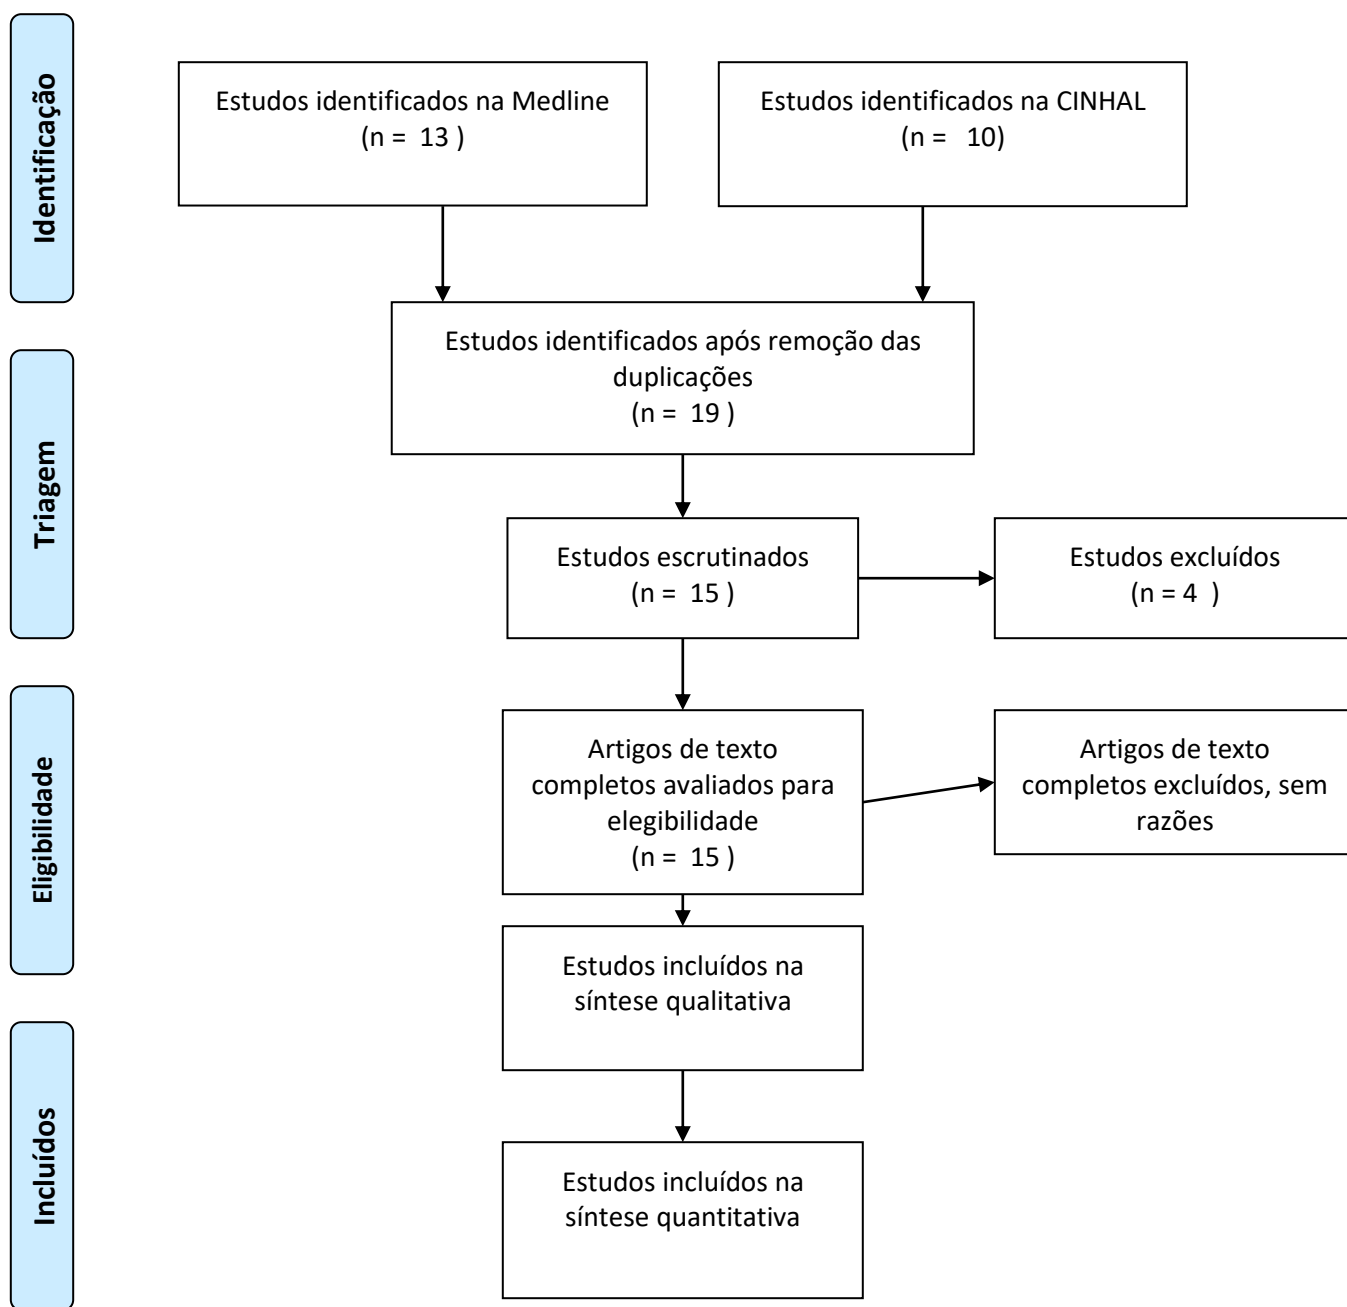 Identificação
Estudos identificados na Medline
(n = 13 )
Estudos identificados na CINHAL
(n = 10)
Estudos identificados após remoção das
duplicações
(n = 19 )
Triagem
Estudos escrutinados
(n = 15 )
Estudos excluídos
(n = 4 )
Eligibilidade
Artigos de texto
completos avaliados para
elegibilidade
(n = 15 )
Artigos de texto
completos excluídos, sem
razões
Estudos incluídos na
síntese qualitativa
Incluídos
Estudos incluídos na
síntese quantitativa